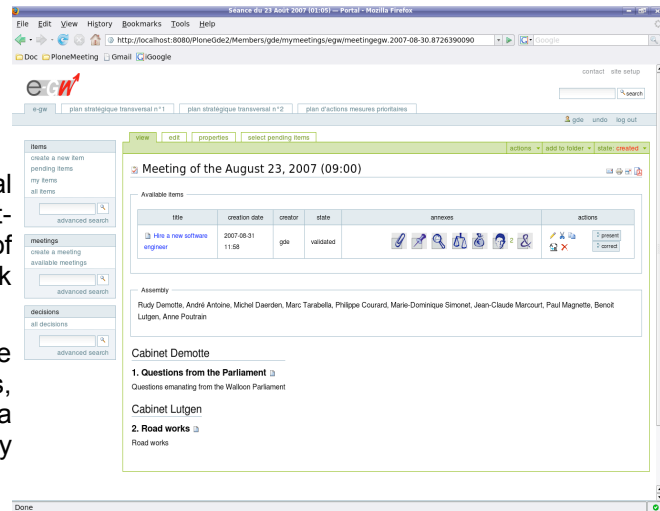 Séance du 23 Août 2007 (01:05) — Portal - Mozilla Firefox
File Edit View History Bookmarks Tools Help
http://localhost:8080/PloneGde2/Members/gde/mymeetings/egw/meetingegw.2007-08-30.8726390090
Google
Doc PloneMeeting Gmail Google
contact site setup
e-GW
search
e-gw plan stratégique transversal n°1 plan stratégique transversal n°2 plan d'actions mesures prioritaires
gde undo log out
items
create a new item
pending items
my items
all items
advanced search
meetings
create a meeting
available meetings
advanced search
decisions
all decisions
advanced search
view edit properties select pending items
actions add to folder state: created
Meeting of the August 23, 2007 (09:00)
Available items
title creation date creator state annexes actions
Hire a new software engineer 2007-08-31 11:58 gde validated 2 present correct
Assembly
Rudy Demotte, André Antoine, Michel Daerden, Marc Tarabella, Philippe Courard, Marie-Dominique Simonet, Jean-Claude Marcourt, Paul Magnette, Benoit
Lutgen, Anne Poutrain
Cabinet Demotte
1. Questions from the Parliament
Questions emanating from the Walloon Parliament
Cabinet Lutgen
2. Road works
Road works
Done
al
t-
of
k
e
s,
a
y